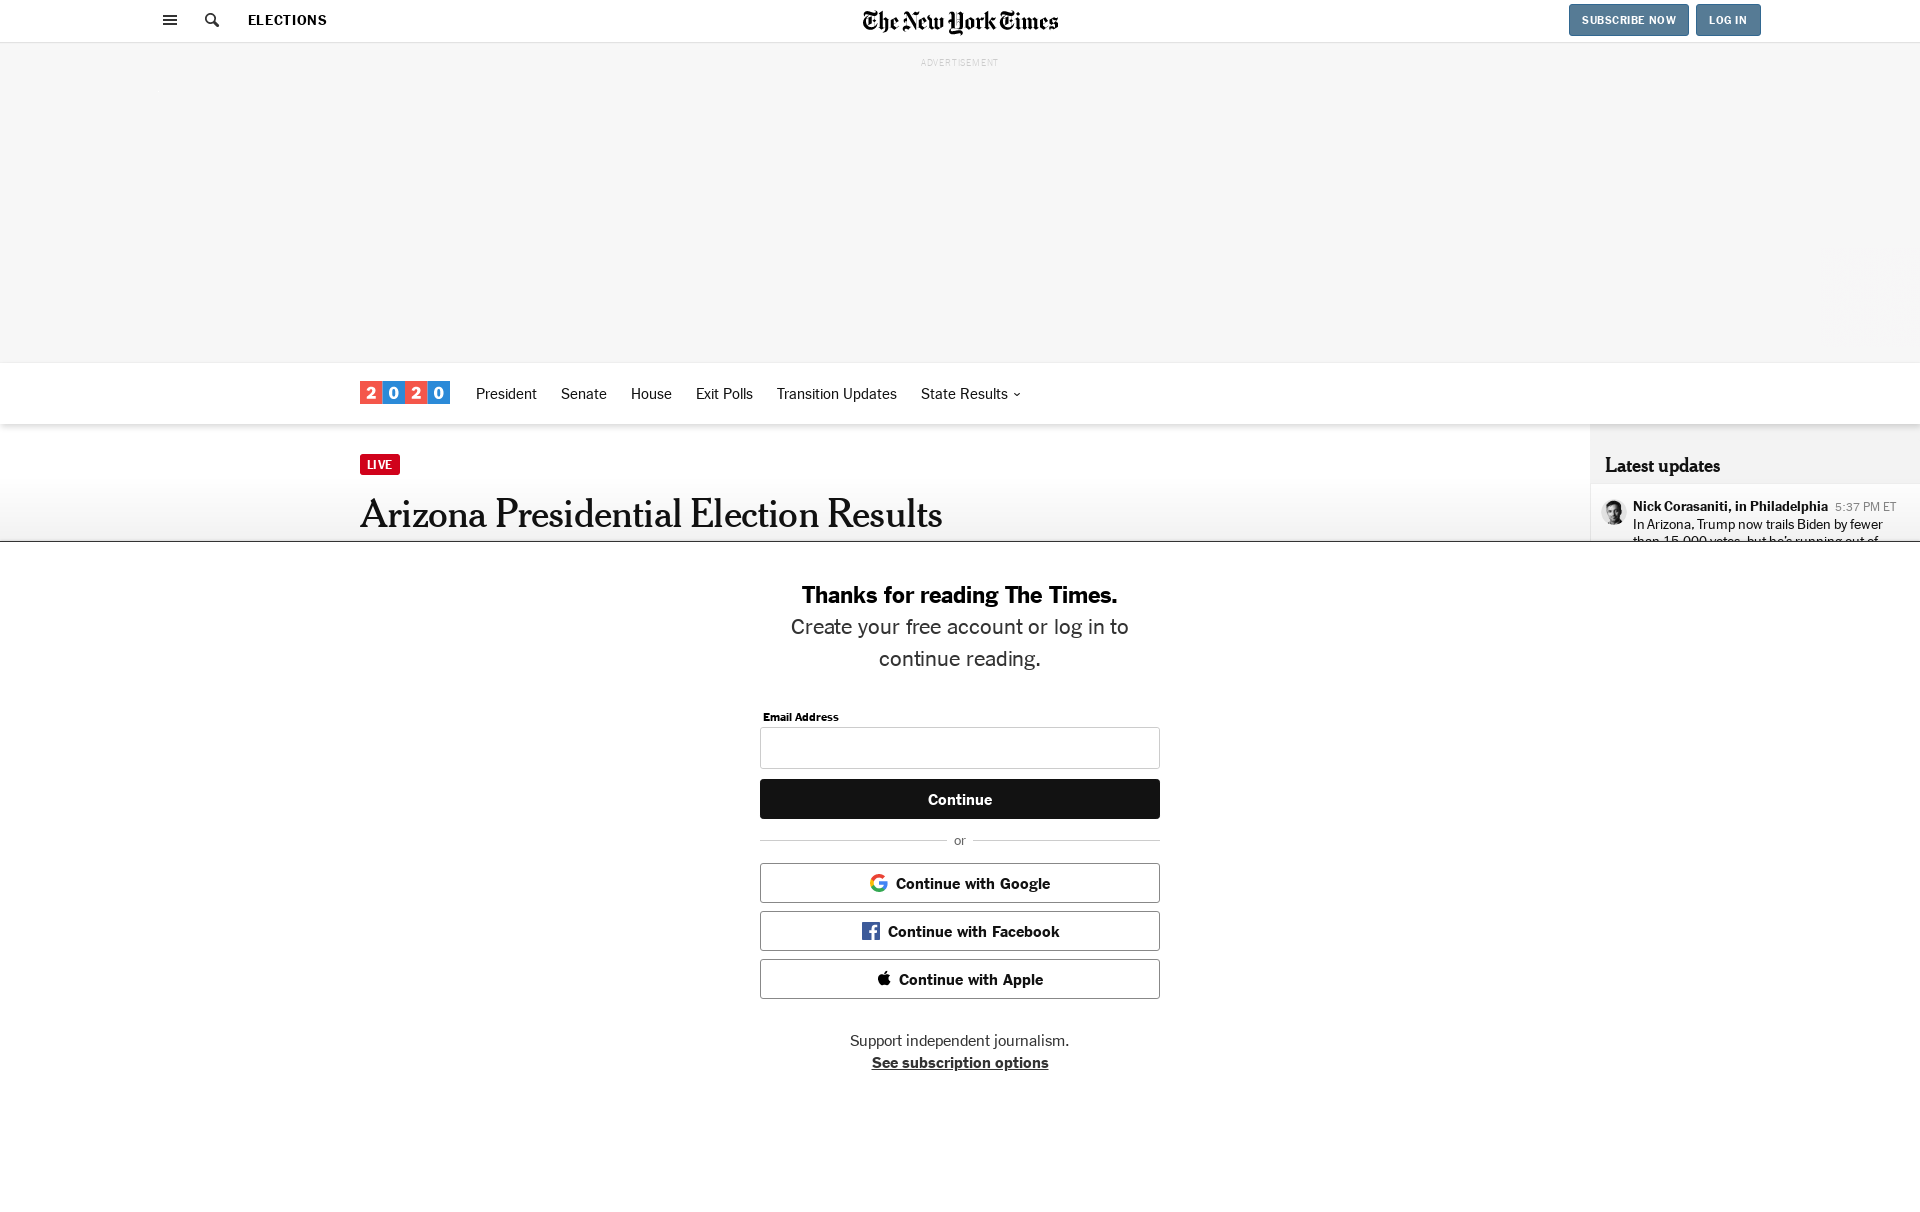 ELECTIONS
The New York Times
SUBSCRIBE NOW
LOG IN
ADVERTISEMENT
2020
President
Senate
House
Exit Polls
Transition Updates
State Results
LIVE
Arizona Presidential Election Results
Latest updates
Nick Corasaniti, in Philadelphia 5:37 PM ET
In Arizona, Trump now trails Biden by fewer
than 15,000 votes, but he's running out of
Thanks for reading The Times.
Create your free account or log in to
continue reading.
Email Address
Continue
or
Continue with Google
Continue with Facebook
Continue with Apple
Support independent journalism.
See subscription options